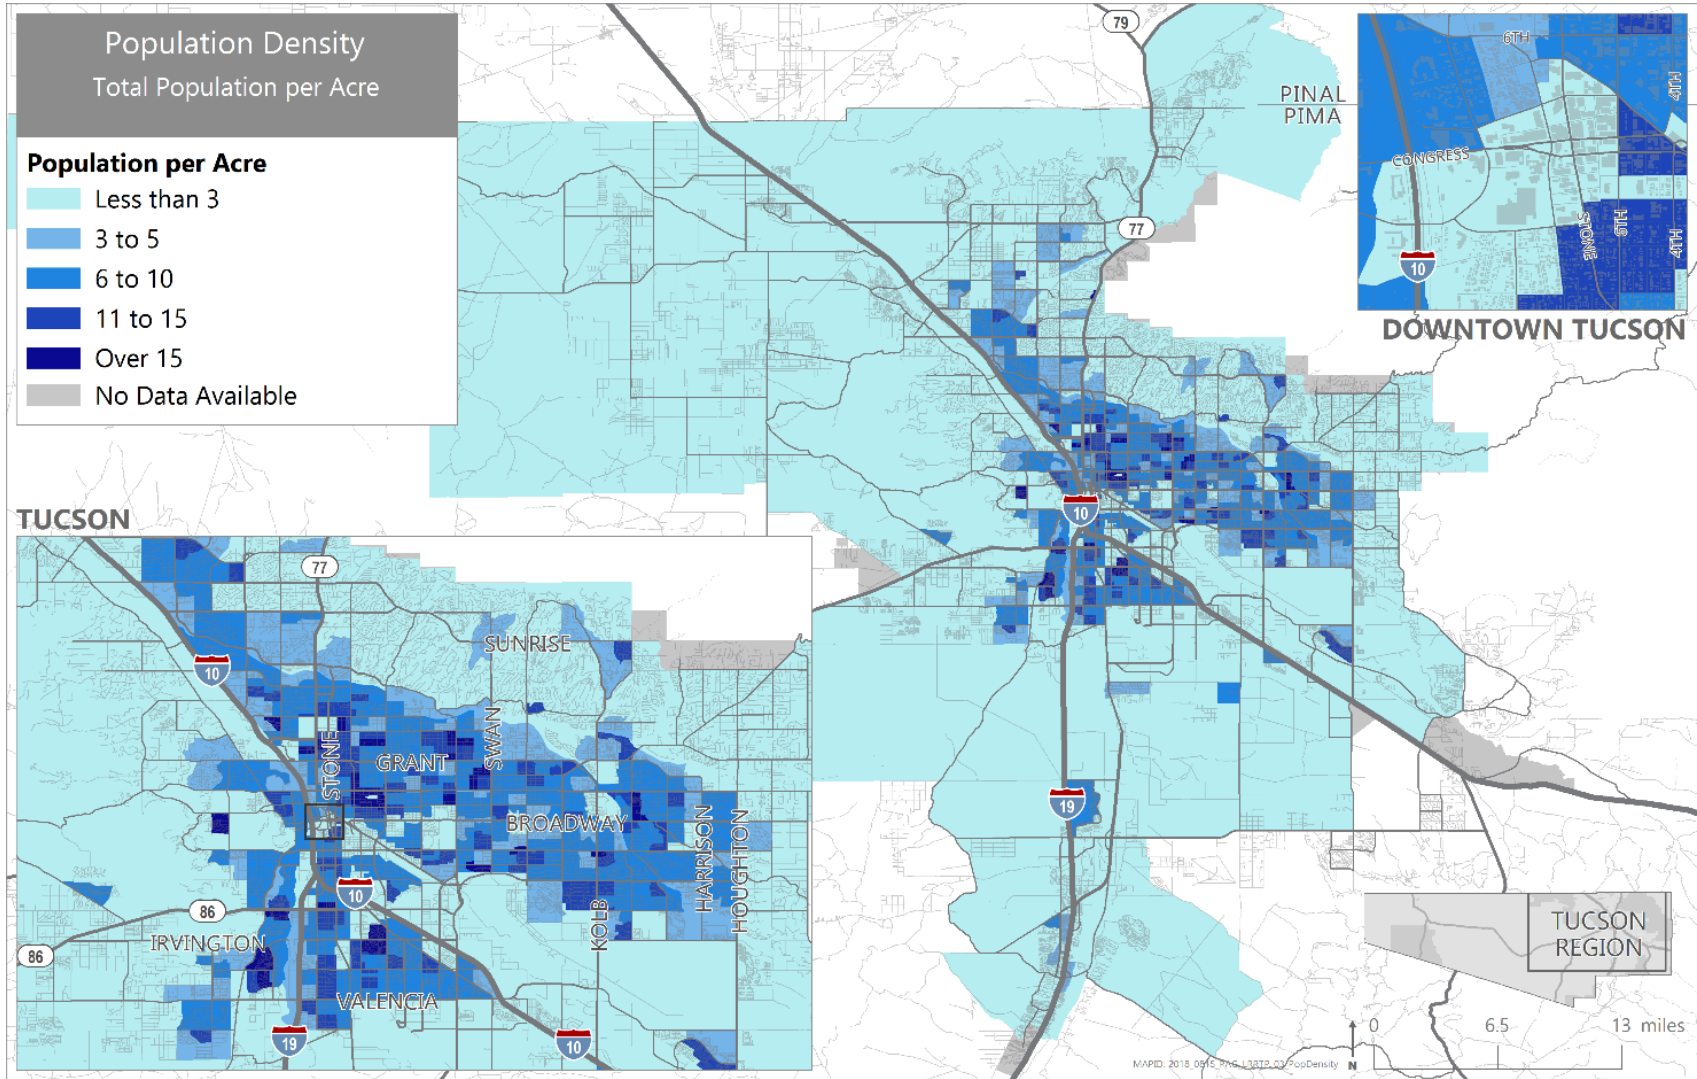 Population Density
Total Population per Acre
Population per Acre
Less than 3
3 to 5
6 to 10
11 to 15
Over 15
No Data Available
79
PINAL
PIMA
77
10
19
6TH
4TH
CONGRESS
STONE
6TH
4TH
10
DOWNTOWN TUCSON
TUCSON
77
SUNRISE
10
STONE
GRANT
SWAN
BROADWAY
HARRISON
HOUGHTON
KOLB
10
86
IRVINGTON
86
VALENCIA
19
10
TUCSON
REGION
0 6.5 13 miles
N